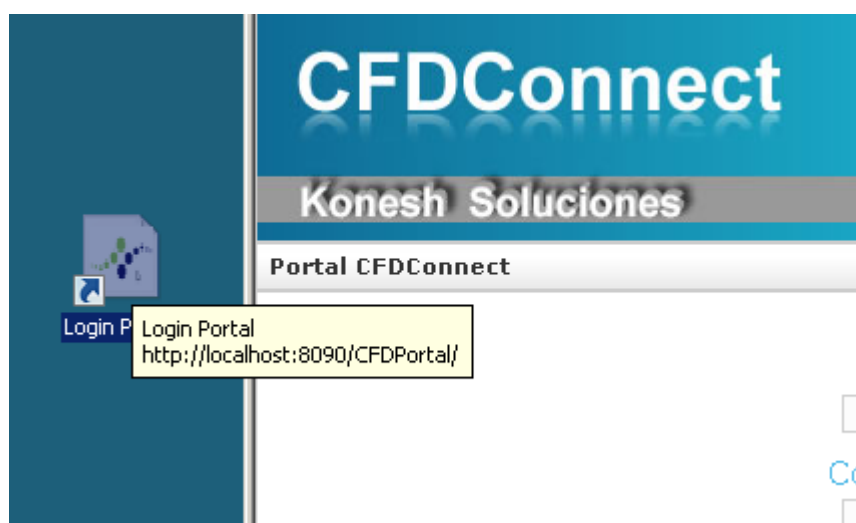 CFDConnect
Konesh Soluciones
Portal CFDConnect
Login P
Login Portal
http://localhost:8090/CFDPortal/